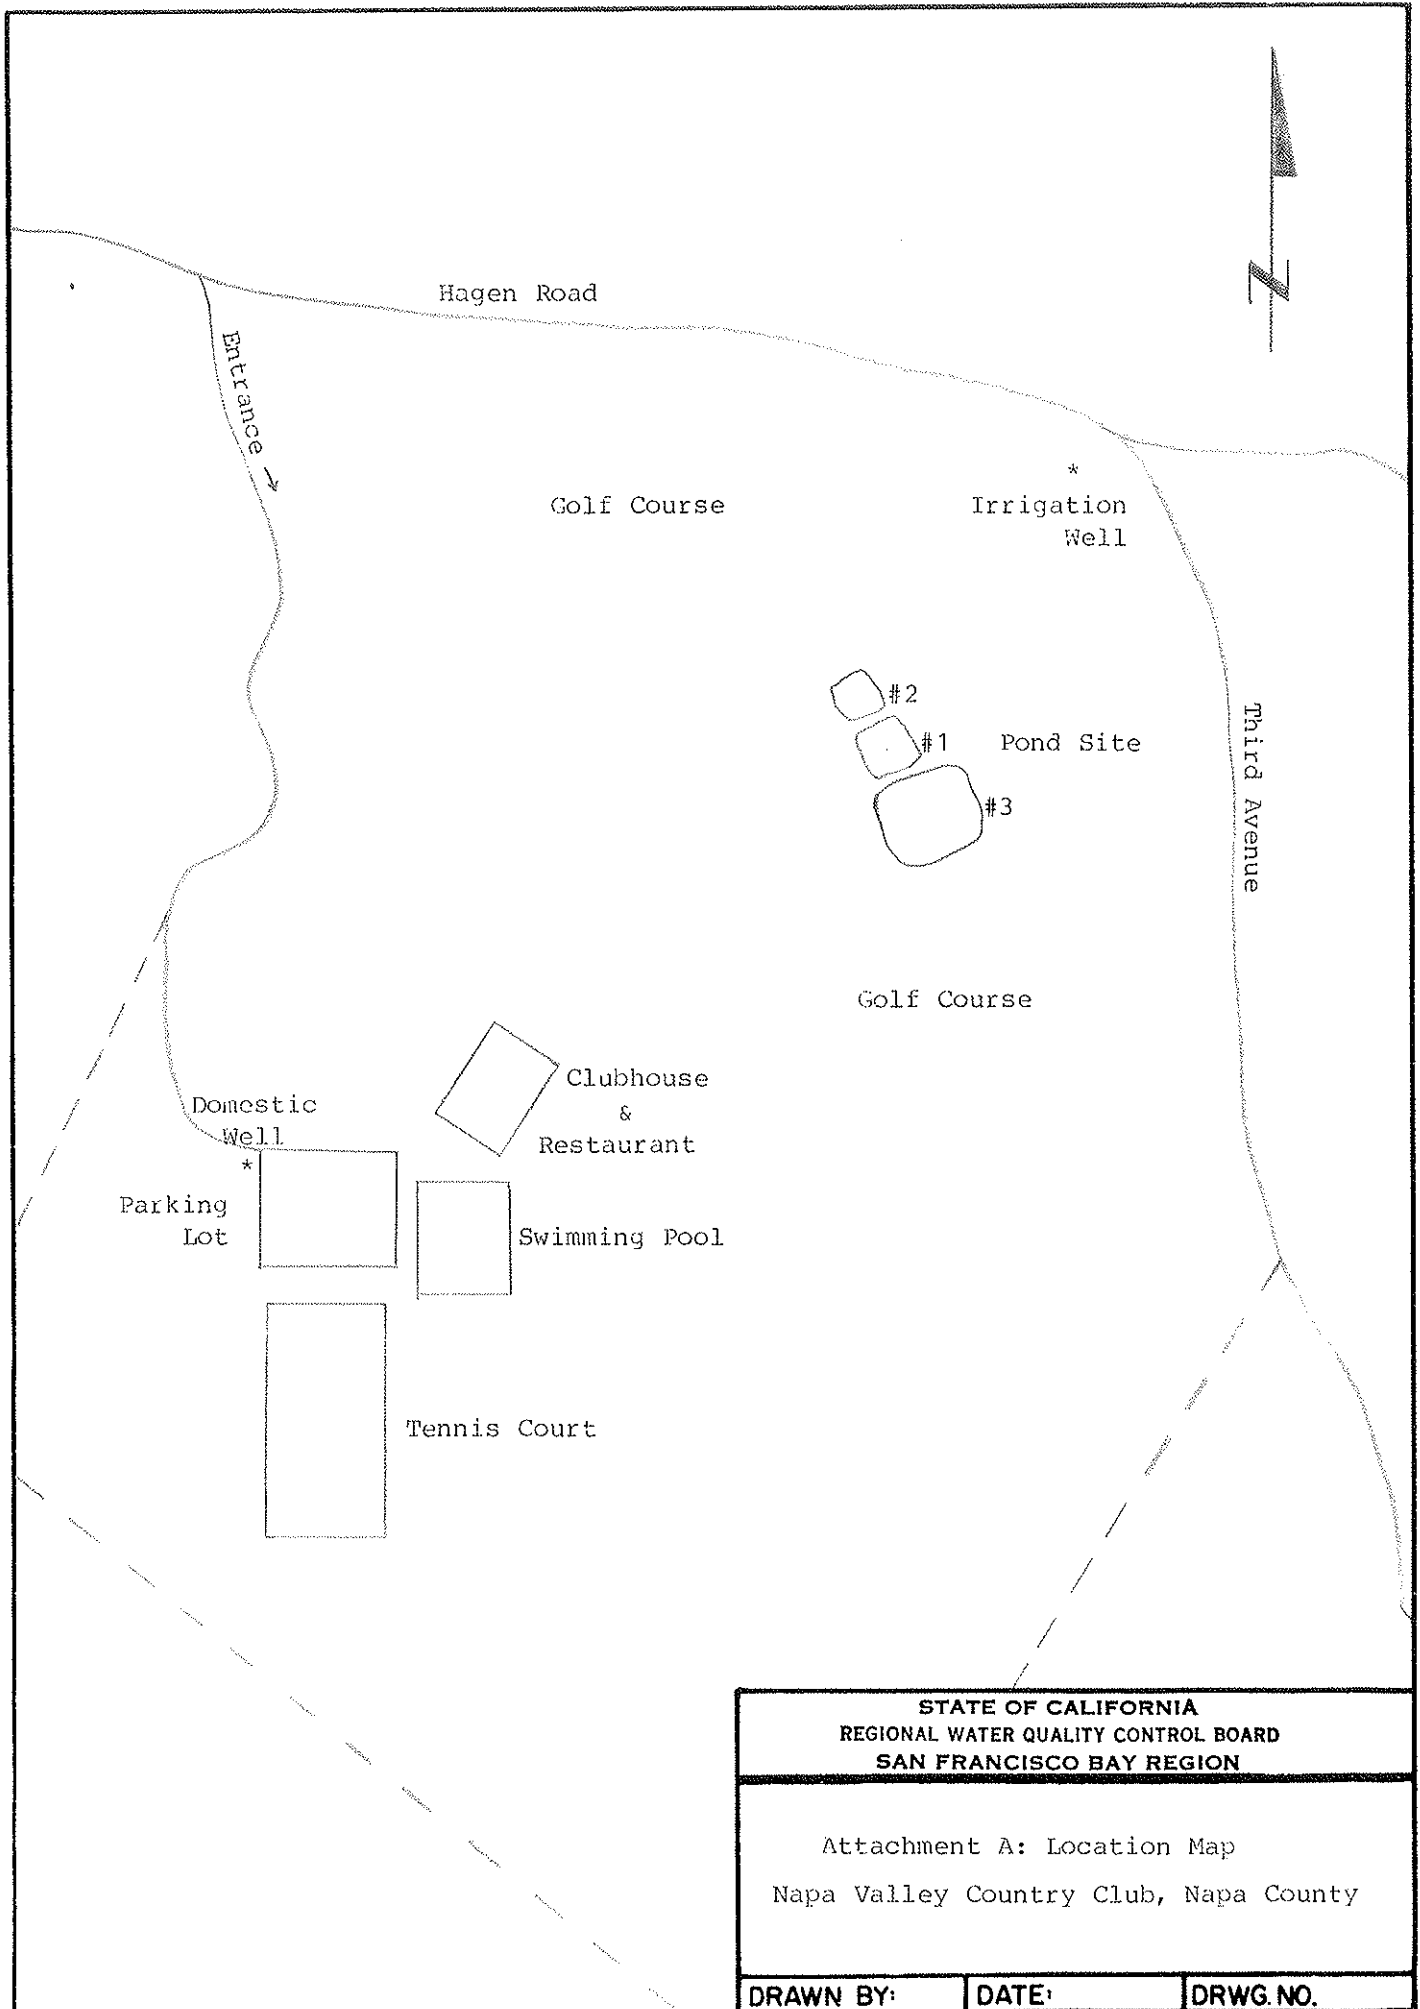 N
Hagen Road
Entrance →
Golf Course
*
Irrigation
Well
#2
#1
Pond Site
#3
Third Avenue
Golf Course
Clubhouse
&
Restaurant
Domestic
Well
*
Parking
Lot
Swimming Pool
Tennis Court
STATE OF CALIFORNIA
REGIONAL WATER QUALITY CONTROL BOARD
SAN FRANCISCO BAY REGION
Attachment A: Location Map
Napa Valley Country Club, Napa County
DRAWN BY:
DATE:
DRWG. NO.